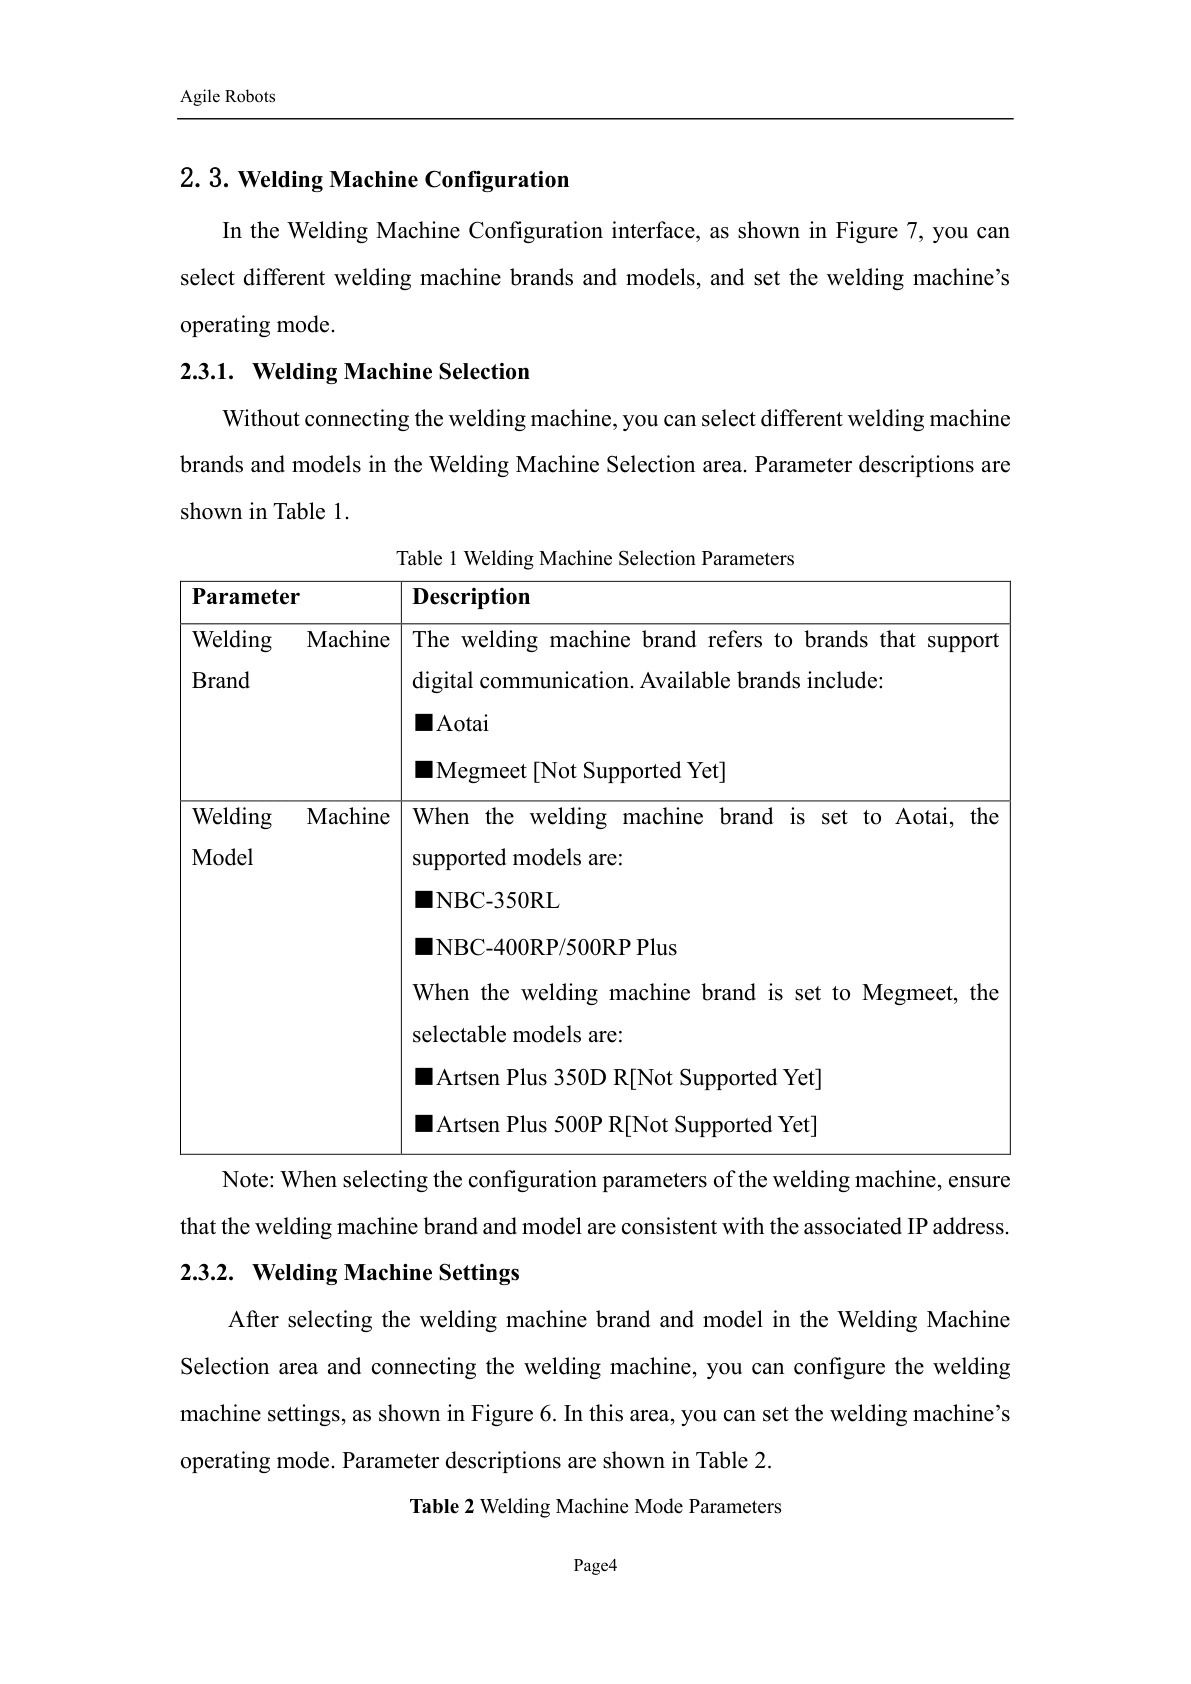 Agile Robots
2. 3. Welding Machine Configuration
In the Welding Machine Configuration interface, as shown in Figure 7, you can
select different welding machine brands and models, and set the welding machine’s
operating mode.
2.3.1. Welding Machine Selection
Without connecting the welding machine, you can select different welding machine
brands and models in the Welding Machine Selection area. Parameter descriptions are
shown in Table 1.
Table 1 Welding Machine Selection Parameters
Parameter
Description
Welding Machine
Brand
The welding machine brand refers to brands that support
digital communication. Available brands include:
■Aotai
■Megmeet [Not Supported Yet]
Welding Machine
Model
When the welding machine brand is set to Aotai, the
supported models are:
■NBC-350RL
■NBC-400RP/500RP Plus
When the welding machine brand is set to Megmeet, the
selectable models are:
■Artsen Plus 350D R[Not Supported Yet]
■Artsen Plus 500P R[Not Supported Yet]
Note: When selecting the configuration parameters of the welding machine, ensure
that the welding machine brand and model are consistent with the associated IP address.
2.3.2. Welding Machine Settings
After selecting the welding machine brand and model in the Welding Machine
Selection area and connecting the welding machine, you can configure the welding
machine settings, as shown in Figure 6. In this area, you can set the welding machine’s
operating mode. Parameter descriptions are shown in Table 2.
Table 2 Welding Machine Mode Parameters
Page4